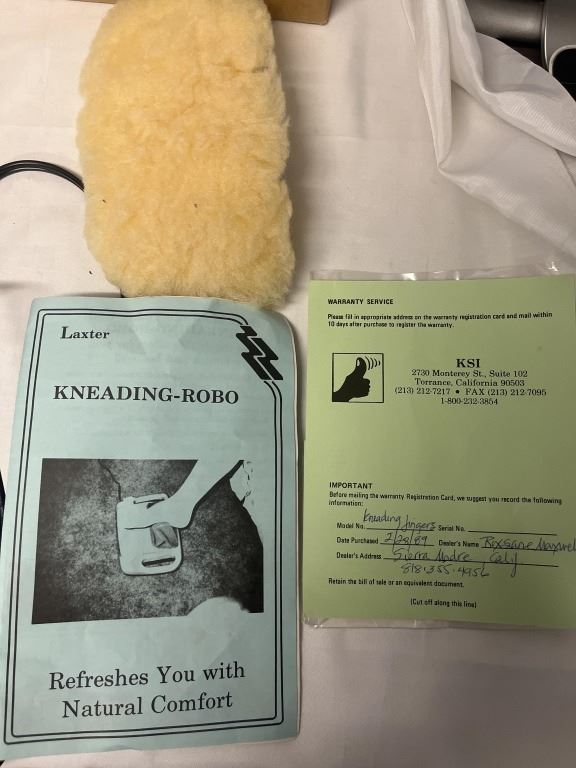 Laxter
KNEADING-ROBO
Refreshes You with
Natural Comfort
WARRANTY SERVICE
Please fill in appropriate address on the warranty registration card and mail within
10 days after purchase to register the warranty.
KSI
2730 Monterey St., Suite 102
Torrance, California 90503
(213) 212-7217 • FAX (213) 212-7095
1-800-232-3854
IMPORTANT
Before mailing the warranty Registration Card, we suggest you record the following
information:
Model No. Kneading fingers Serial No.
Date Purchased 2/28/89 Dealer's Name Roxsane Maxwel
Dealer's Address Sierra Madre Calif
818.355.4956
Retain the bill of sale or an equivalent document.
(Cut off along this line)